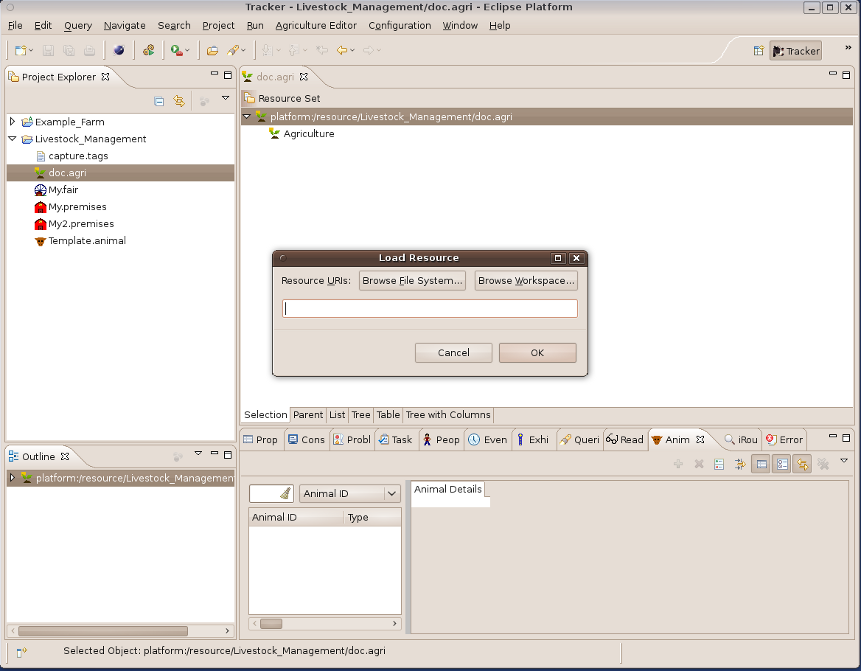 Tracker - Livestock_Management/doc.agri - Eclipse Platform
File Edit Query Navigate Search Project Run Agriculture Editor Configuration Window Help
Tracker
Project Explorer
Example_Farm
Livestock_Management
capture.tags
doc.agri
My.fair
My.premises
My2.premises
Template.animal
doc.agri
Resource Set
platform:/resource/Livestock_Management/doc.agri
Agriculture
Load Resource
Resource URIs: Browse File System... Browse Workspace...
Cancel OK
Selection Parent List Tree Table Tree with Columns
Outline
platform:/resource/Livestock_Managemen
Prop Cons Probl Task Peop Even Exhi Queri Read Anim iRou Error
Animal ID
Animal ID Type
Animal Details
Selected Object: platform:/resource/Livestock_Management/doc.agri